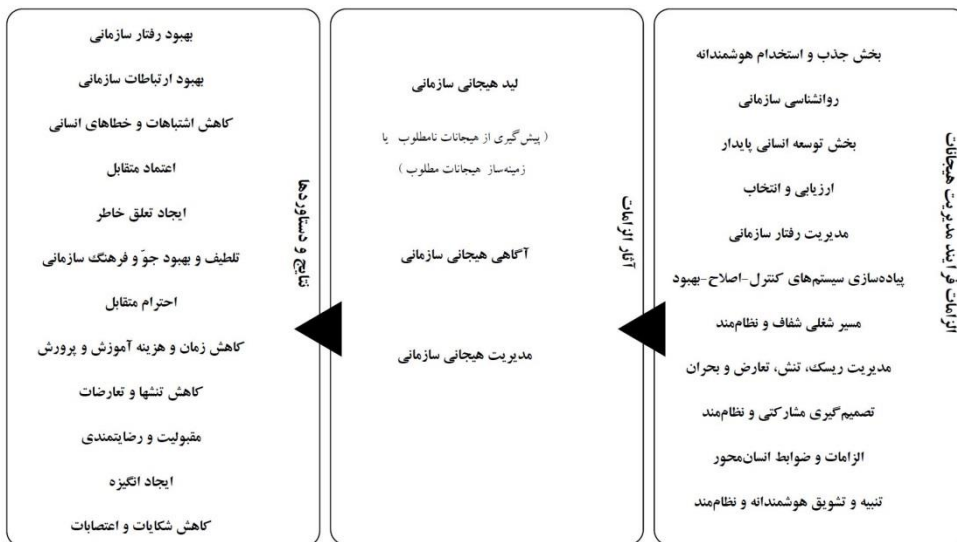 الزامات فرایند مدیریت هیجانات
بخش جذب و استخدام هوشمندانه
روانشناسی سازمانی
بخش توسعه انسانی پایدار
ارزیابی و انتخاب
مدیریت رفتار سازمانی
پیاده‌سازی سیستم‌های کنترل-اصلاح-بهبود
مسیر شغلی شفاف و نظام‌مند
مدیریت ریسک، تنش، تعارض و بحران
تصمیم‌گیری مشارکتی و نظام‌مند
الزامات و ضوابط انسان‌محور
تنبیه و تشویق هوشمندانه و نظام‌مند
آثار الزامات
لید هیجانی سازمانی
( پیش‌گیری از هیجانات نامطلوب یا
زمینه‌ساز هیجانات مطلوب )
آگاهی هیجانی سازمانی
مدیریت هیجانی سازمانی
نتایج و دستاوردها
بهبود رفتار سازمانی
بهبود ارتباطات سازمانی
کاهش اشتباهات و خطاهای انسانی
اعتماد متقابل
ایجاد تعلق خاطر
تلطیف و بهبود جوّ و فرهنگ سازمانی
احترام متقابل
کاهش زمان و هزینه آموزش و پرورش
کاهش تنشها و تعارضات
مقبولیت و رضایتمندی
ایجاد انگیزه
کاهش شکایات و اعتصابات